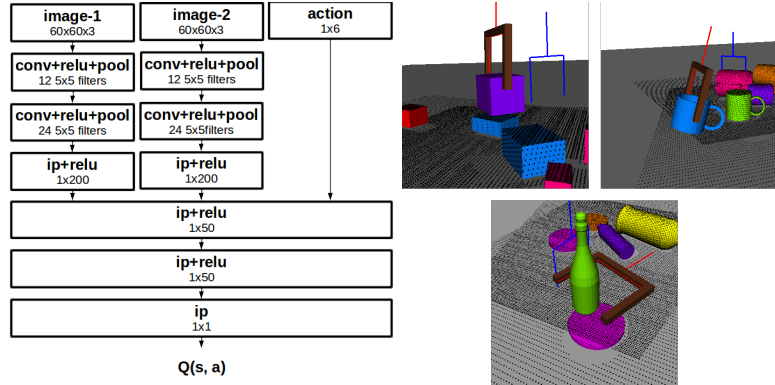 image-1
60x60x3
image-2
60x60x3
action
1x6
conv+relu+pool
12 5x5 filters
conv+relu+pool
12 5x5 filters
conv+relu+pool
24 5x5 filters
conv+relu+pool
24 5x5filters
ip+relu
1x200
ip+relu
1x200
ip+relu
1x50
ip+relu
1x50
ip
1x1
Q(s, a)